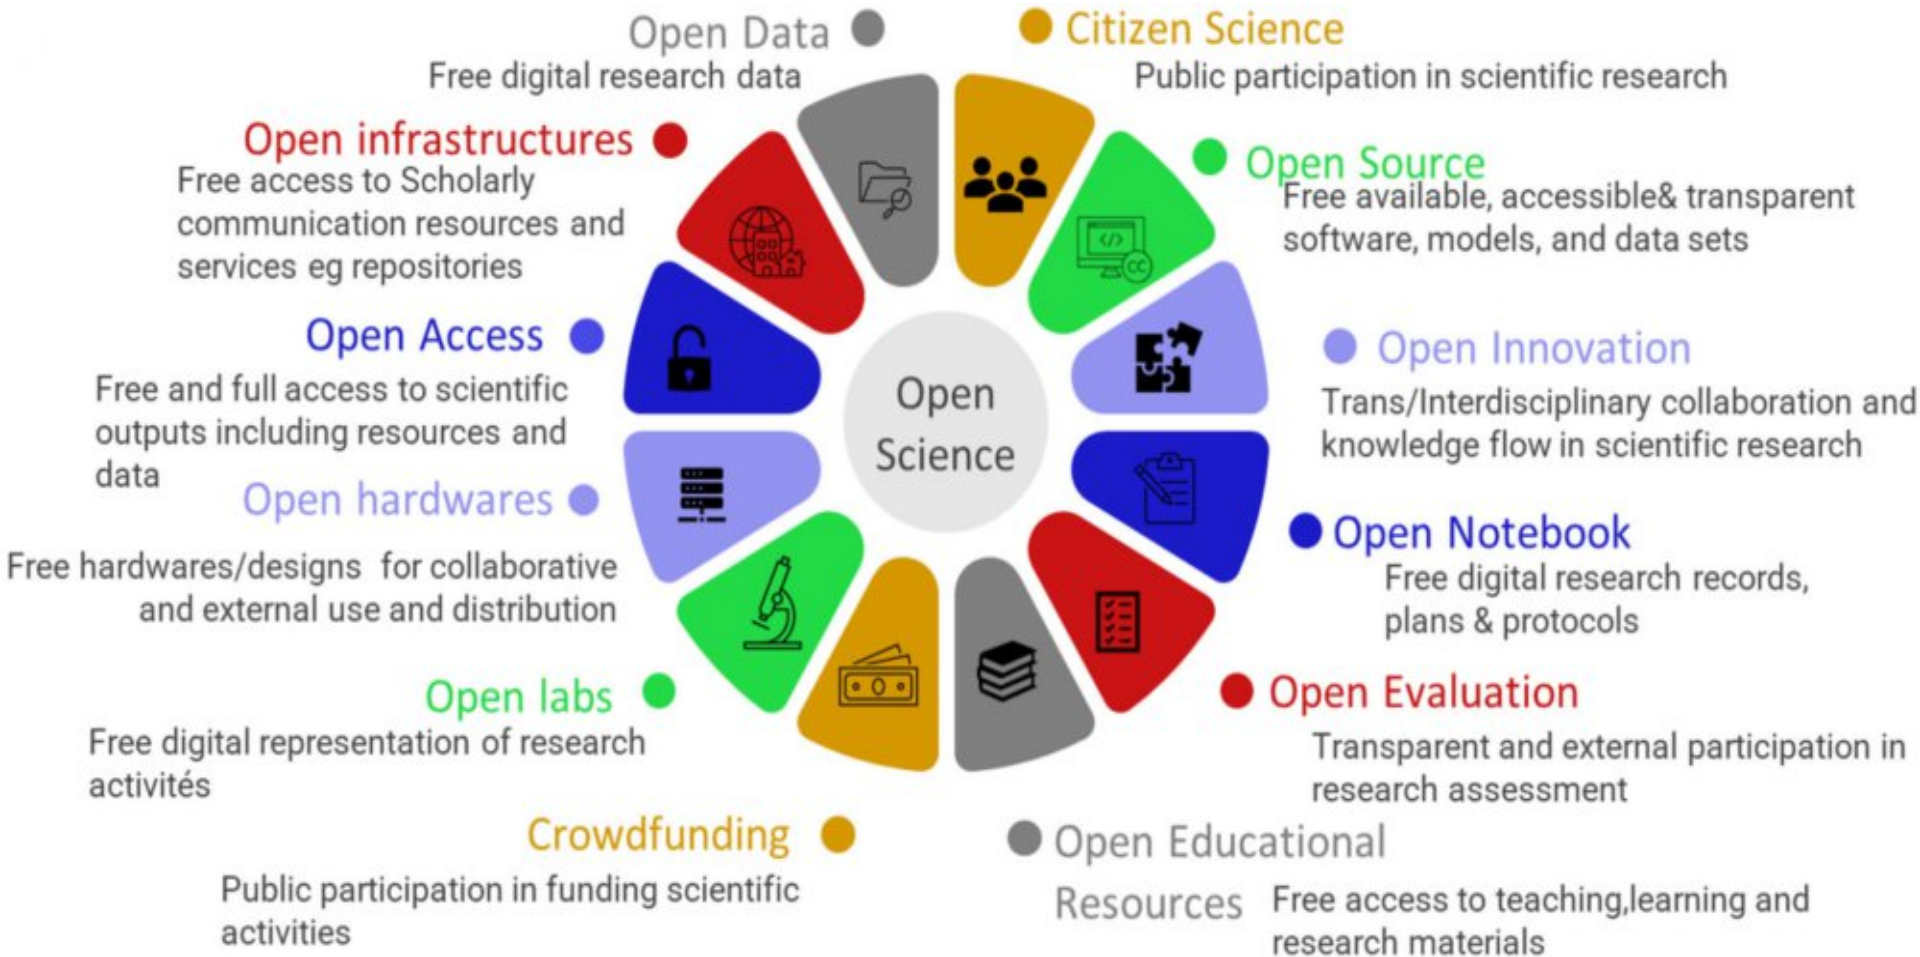 Open Data
Free digital research data
Citizen Science
Public participation in scientific research
Open infrastructures
Free access to Scholarly
communication resources and
services eg repositories
Open Source
Free available, accessible& transparent
software, models, and data sets
</>
CC
Open Access
Free and full access to scientific
outputs including resources and
data
Open Innovation
Trans/Interdisciplinary collaboration and
knowledge flow in scientific research
Open
Science
Open hardwares
Free hardwares/designs for collaborative
and external use and distribution
Open Notebook
Free digital research records,
plans & protocols
Open labs
Free digital representation of research
activités
Open Evaluation
Transparent and external participation in
research assessment
Crowdfunding
Public participation in funding scientific
activities
Open Educational
Resources
Free access to teaching,learning and
research materials